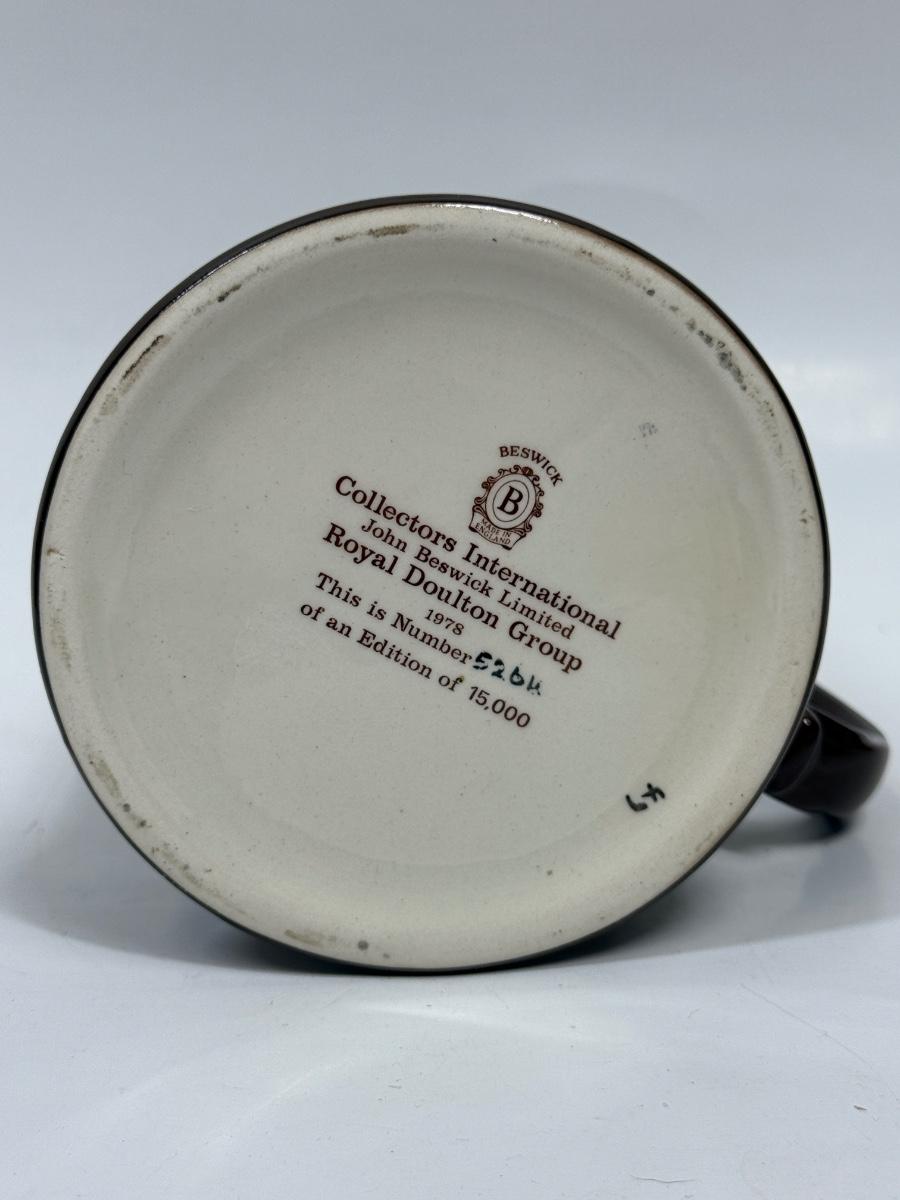 BESWICK
B
MADE IN
ENGLAND
Collectors International
John Beswick Limited
Royal Doulton Group
1978
This is Number 5264
of an Edition of 15,000